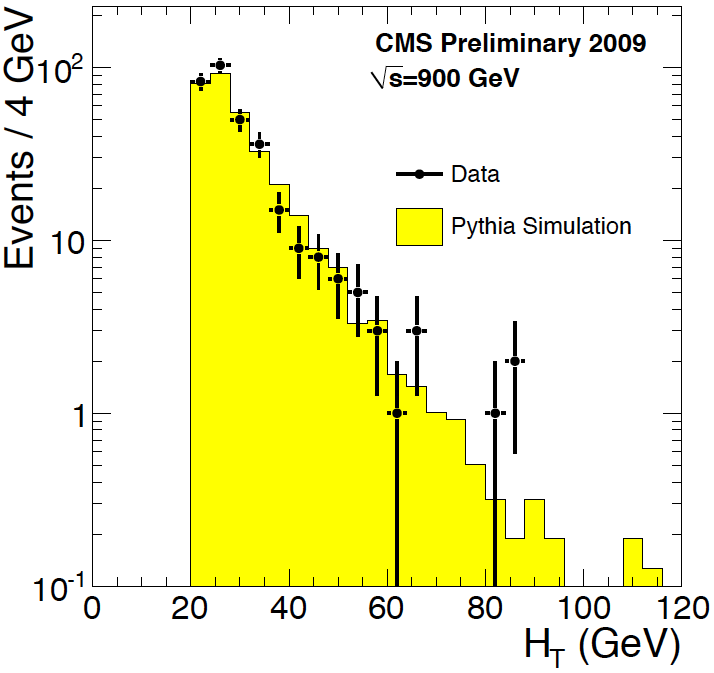 Events / 4 GeV
10²
10
1
10⁻¹
CMS Preliminary 2009
√s=900 GeV
Data
Pythia Simulation
0 20 40 60 80 100 120
H_T (GeV)